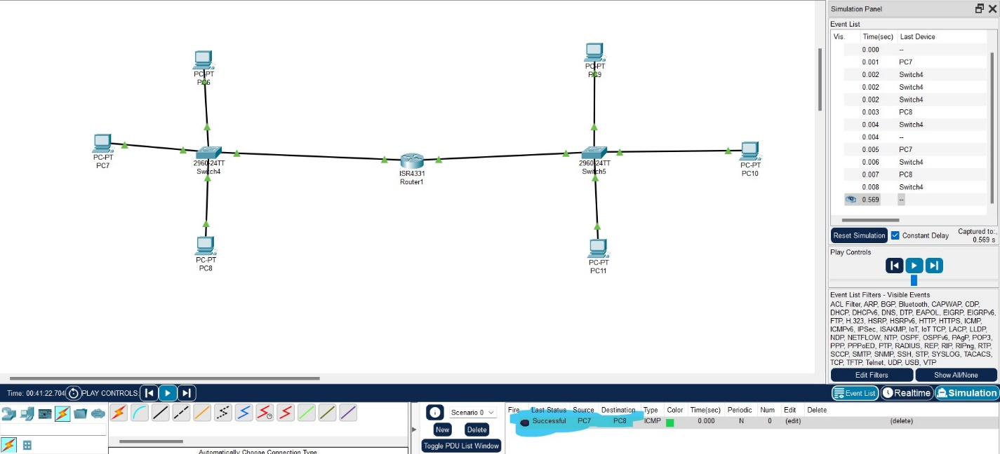 Simulation Panel
Event List
Vis. Time(sec) Last Device
0.000 --
0.001 PC7
0.002 Switch4
0.002 Switch4
0.002 Switch4
0.003 PC8
0.004 Switch4
0.004 --
0.005 PC7
0.006 Switch4
0.007 PC8
0.008 Switch4
0.569 --
Reset Simulation Constant Delay Captured to:
0.569 s
Play Controls
Event List Filters - Visible Events
ACL Filter, ARP, BGP, Bluetooth, CAPWAP, CDP,
DHCP, DHCPv6, DNS, DTP, EAPOL, EIGRP, EIGRPv6,
FTP, H.323, HSRP, HSRPv6, HTTP, HTTPS, ICMP,
ICMPv6, IPSec, ISAKMP, IoT, IoT TCP, LACP, LLDP,
NDP, NETFLOW, NTP, OSPF, OSPFv6, PAgP, POP3,
PPP, PPPoED, PTP, RADIUS, REP, RIP, RIPng, RTP,
SCCP, SMTP, SNMP, SSH, STP, SYSLOG, TACACS,
TCP, TFTP, Telnet, UDP, USB, VTP
Edit Filters Show All/None
Event List Realtime Simulation
PC-PT
PC6
PC-PT
PC9
PC-PT
PC7
2960-24TT
Switch4
ISR4331
Router1
2960-24TT
Switch5
PC-PT
PC10
PC-PT
PC8
PC-PT
PC11
Time: 00:41:22.704 PLAY CONTROLS:
Automatically Choose Connection Type
Scenario 0
New Delete
Toggle PDU List Window
Fire Last Status Source Destination Type Color Time(sec) Periodic Num Edit Delete
Successful PC7 PC8 ICMP 0.000 N 0 (edit) (delete)